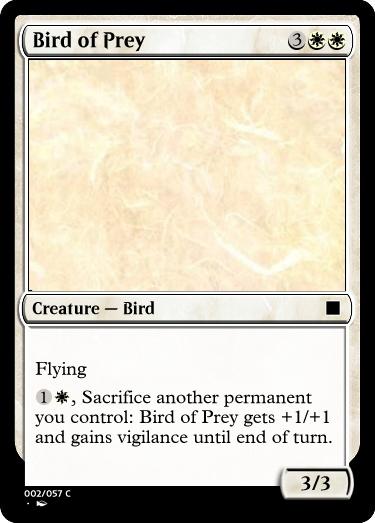 Bird of Prey 3
Creature — Bird
Flying
1, Sacrifice another permanent
you control: Bird of Prey gets +1/+1
and gains vigilance until end of turn.
3/3
002/057 C